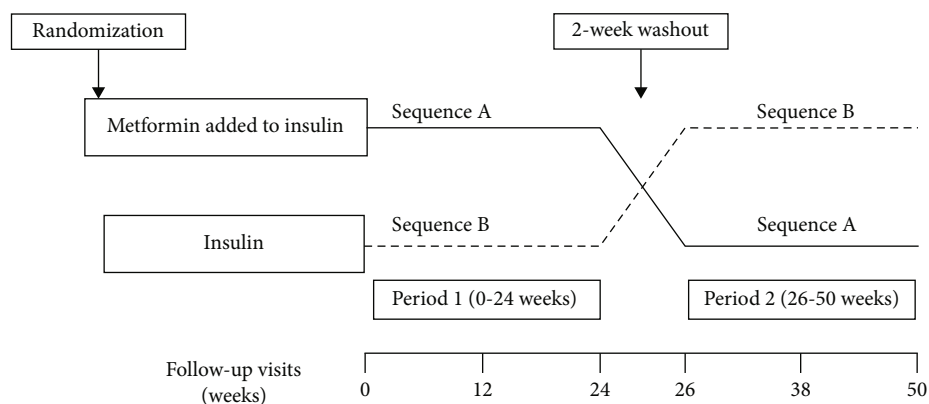 Randomization
2-week washout
Metformin added to insulin
Sequence A
Sequence B
Insulin
Sequence B
Sequence A
Period 1 (0-24 weeks)
Period 2 (26-50 weeks)
Follow-up visits
(weeks)
0
12
24
26
38
50